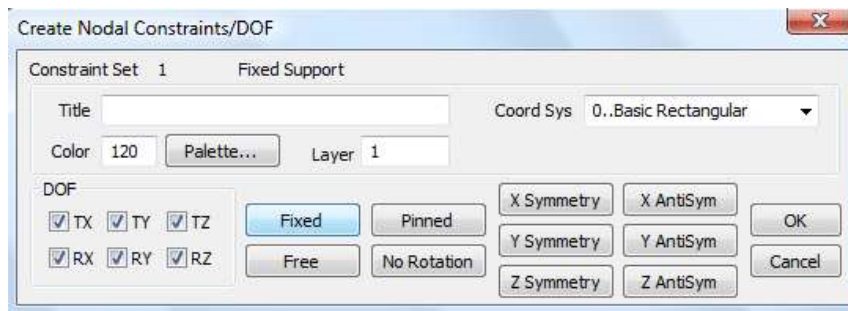 Create Nodal Constraints/DOF
Constraint Set 1 Fixed Support
Title Coord Sys 0..Basic Rectangular
Color 120 Palette... Layer 1
DOF
TX TY TZ
RX RY RZ
Fixed Pinned
Free No Rotation
X Symmetry X AntiSym
Y Symmetry Y AntiSym
Z Symmetry Z AntiSym
OK
Cancel